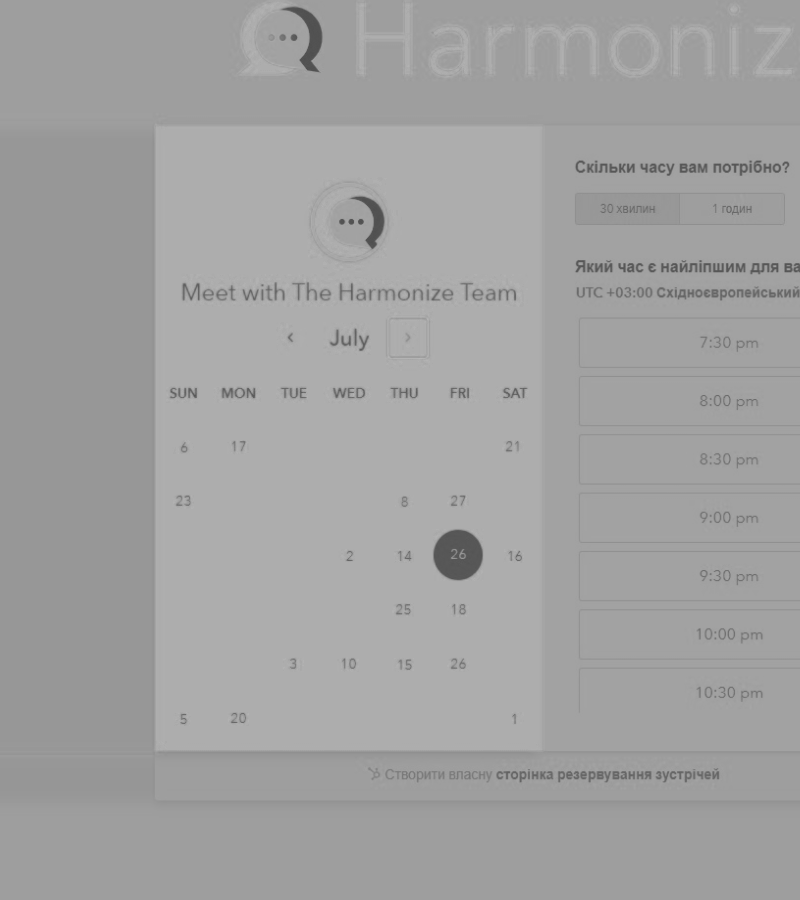 Harmoniz
Meet with The Harmonize Team
July
SUN MON TUE WED THU FRI SAT
6 17 21
23 8 27
2 14 26 16
25 18
3 10 15 26
5 20 1
Скільки часу вам потрібно?
30 хвилин 1 годин
Який час є найліпшим для ва
UTC +03:00 Східноєвропейський
7:30 pm
8:00 pm
8:30 pm
9:00 pm
9:30 pm
10:00 pm
10:30 pm
Створити власну сторінка резервування зустрічей